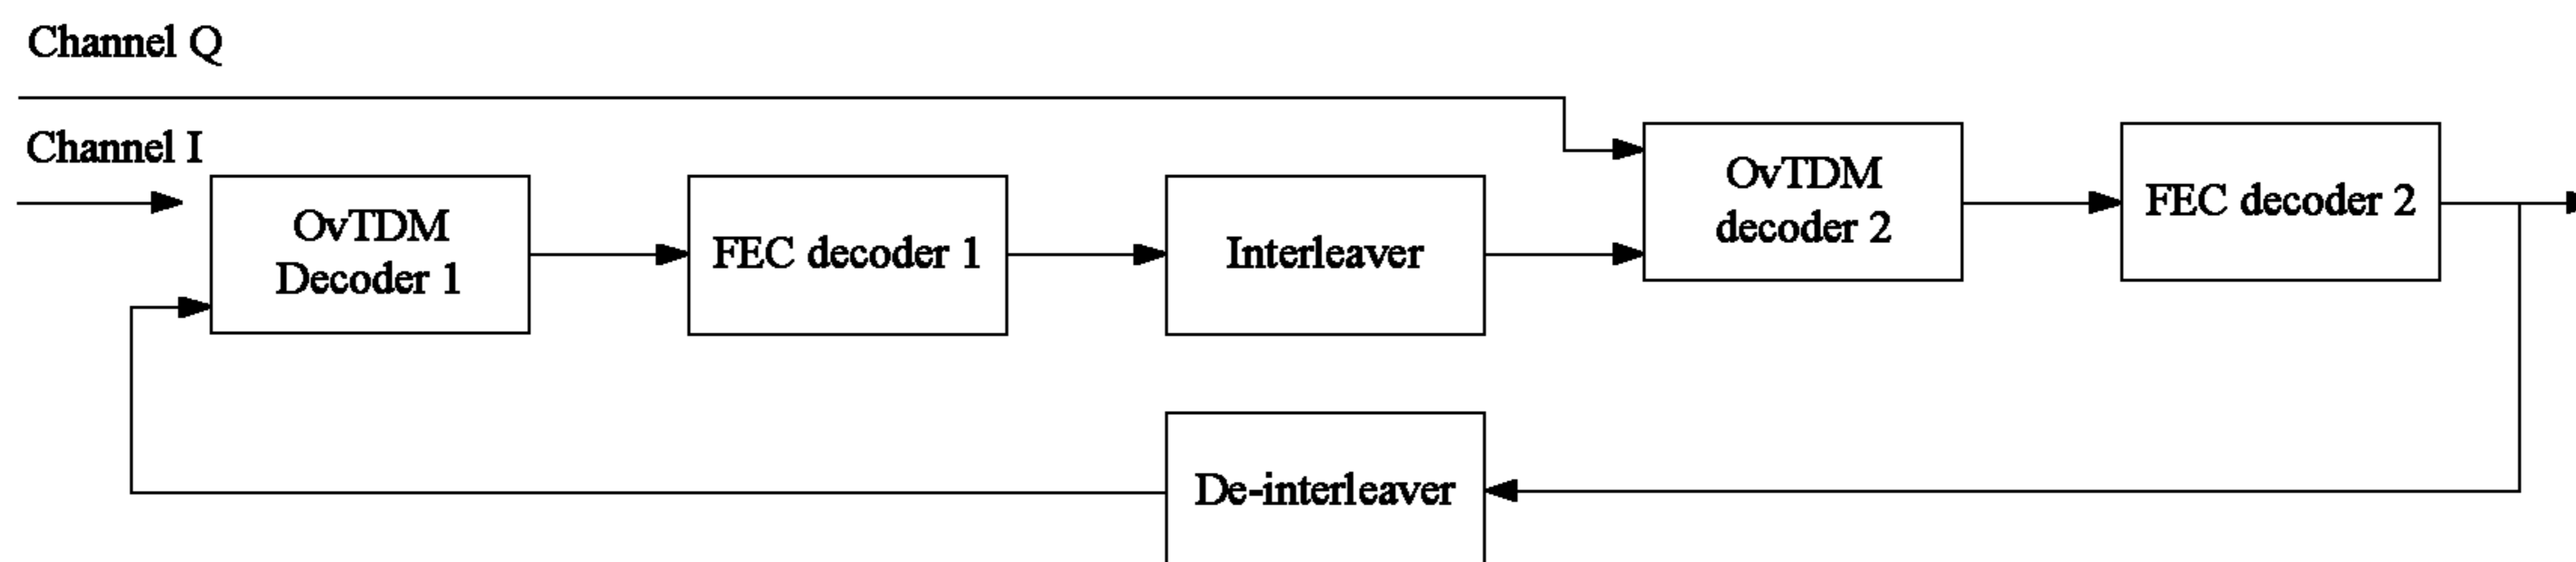 Channel Q
Channel I
OvTDM
Decoder 1
FEC decoder 1
Interleaver
OvTDM
decoder 2
FEC decoder 2
De-interleaver